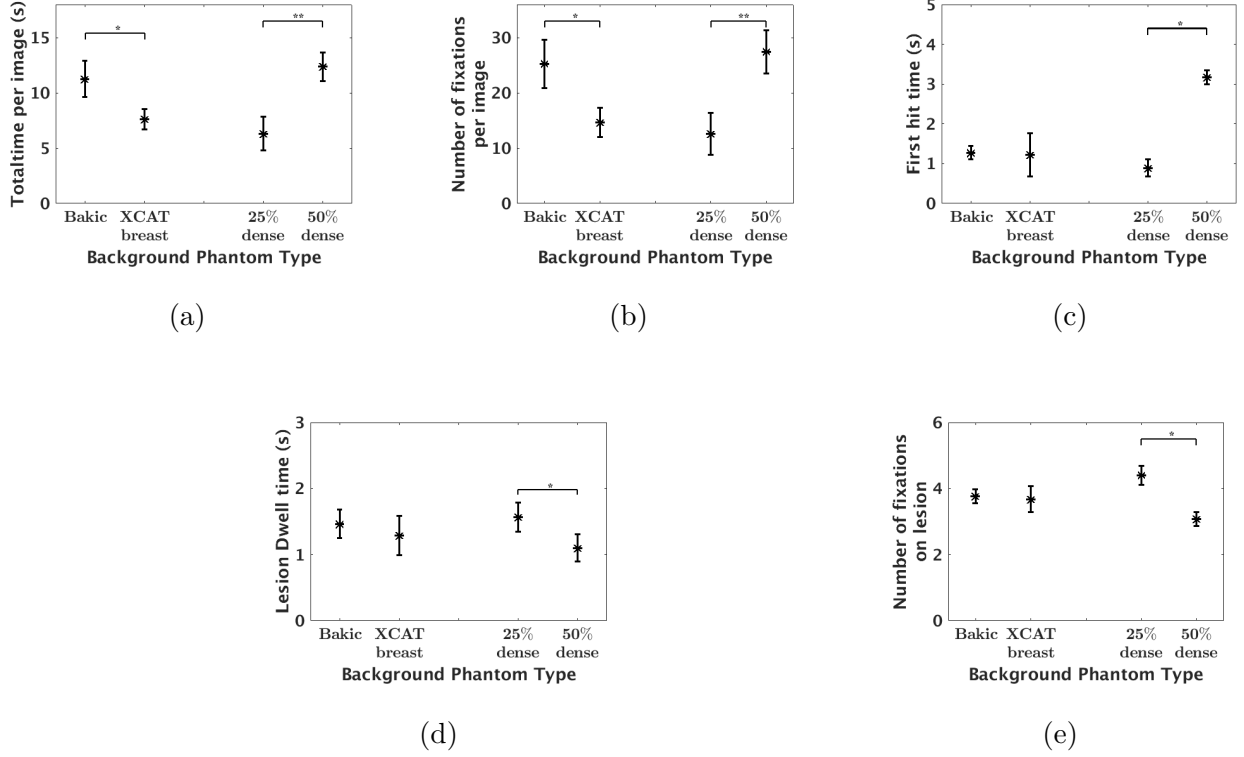 Totaltime per image (s)
15
10
5
0
*
**
Bakic XCAT 25% 50%
breast dense dense
Background Phantom Type
(a)
Number of fixations
per image
30
20
10
0
*
**
Bakic XCAT 25% 50%
breast dense dense
Background Phantom Type
(b)
First hit time (s)
5
4
3
2
1
0
*
Bakic XCAT 25% 50%
breast dense dense
Background Phantom Type
(c)
Lesion Dwell time (s)
3
2
1
0
*
Bakic XCAT 25% 50%
breast dense dense
Background Phantom Type
(d)
Number of fixations
on lesion
6
4
2
0
*
Bakic XCAT 25% 50%
breast dense dense
Background Phantom Type
(e)